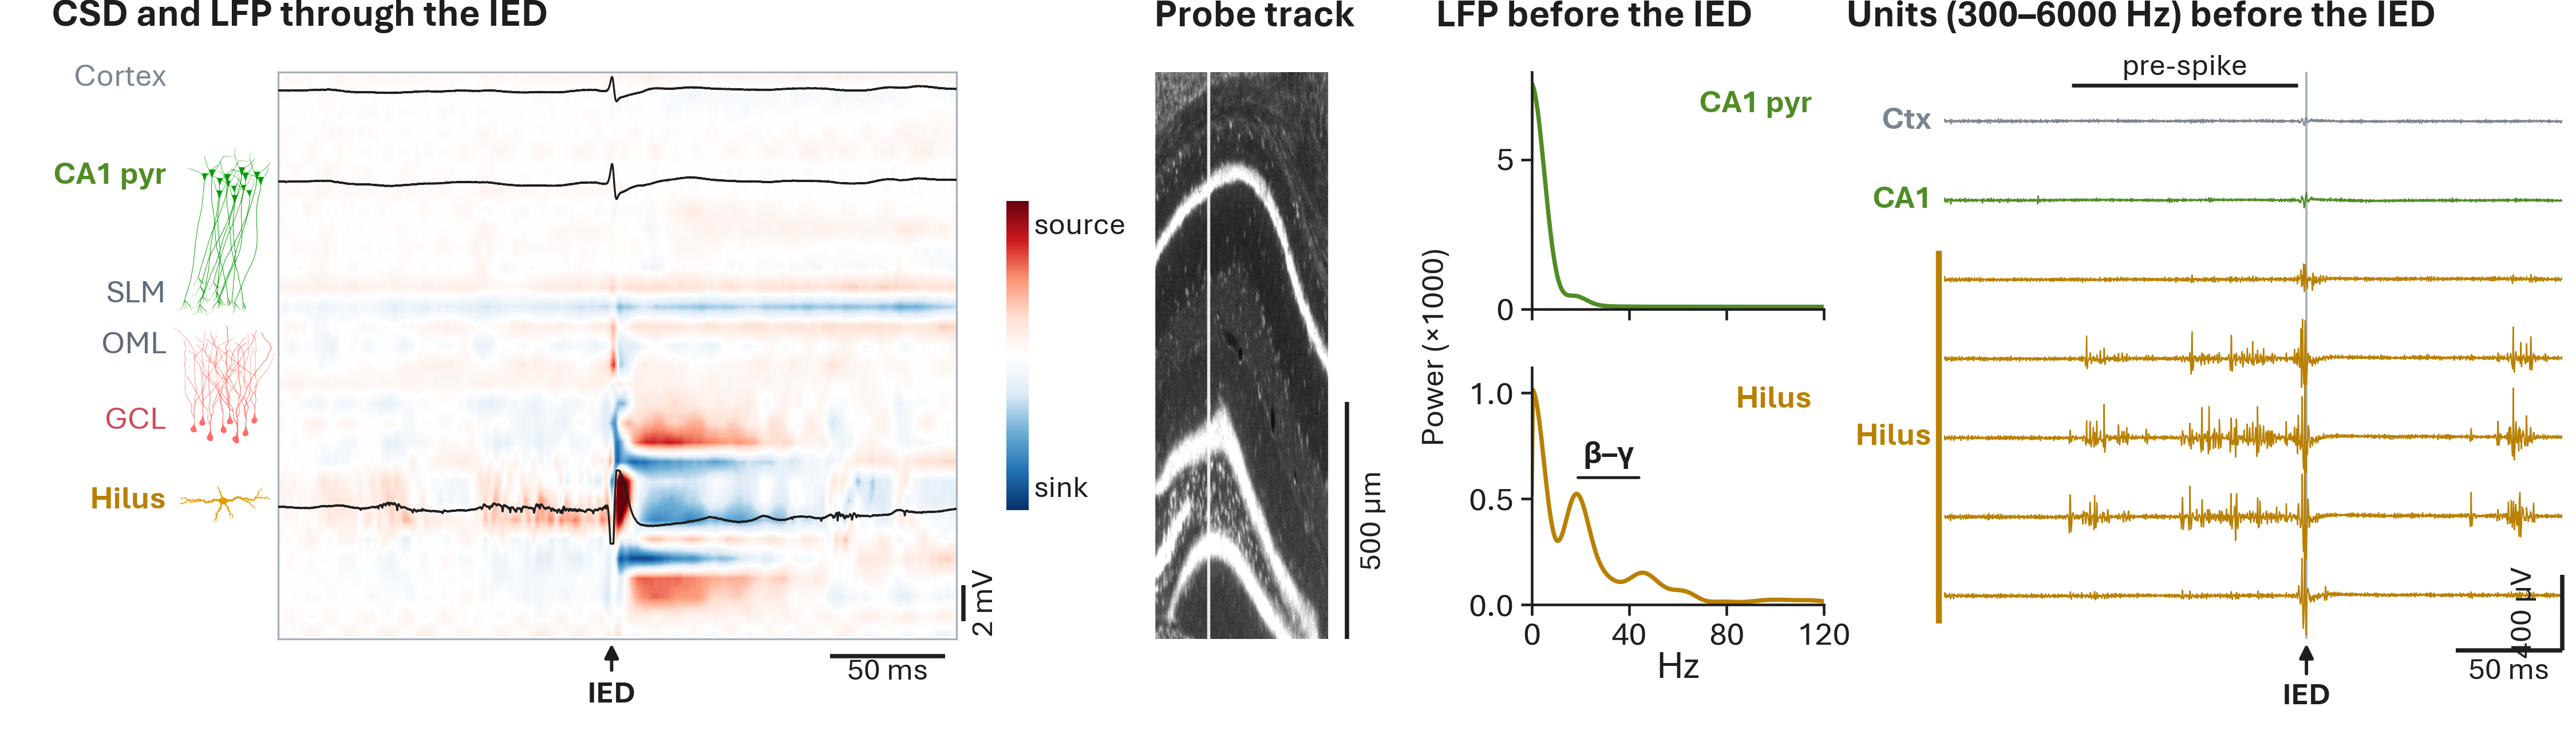 CSD and LFP through the IED
Cortex
CA1 pyr
SLM
OML
GCL
Hilus
2 mV
50 ms
IED
source
sink
Probe track
500 µm
LFP before the IED
Power (×1000)
CA1 pyr
5
0
Hilus
β–γ
1.0
0.5
0.0
0 40 80 120
Hz
Units (300–6000 Hz) before the IED
pre-spike
Ctx
CA1
Hilus
400 µV
50 ms
IED